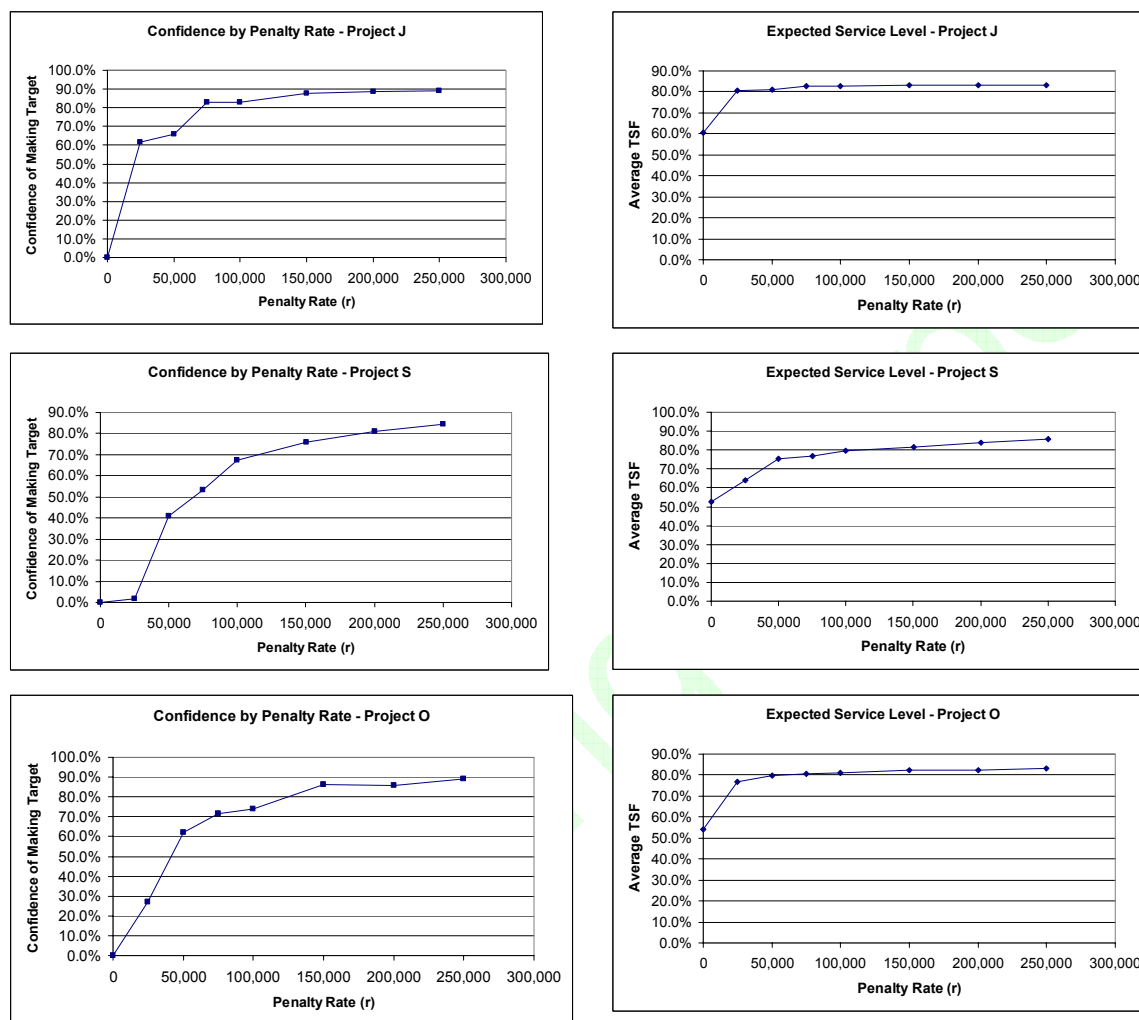 Confidence by Penalty Rate - Project J
Confidence of Making Target
100.0%
90.0%
80.0%
70.0%
60.0%
50.0%
40.0%
30.0%
20.0%
10.0%
0.0%
0 50,000 100,000 150,000 200,000 250,000 300,000
Penalty Rate (r)
Expected Service Level - Project J
Average TSF
90.0%
80.0%
70.0%
60.0%
50.0%
40.0%
30.0%
20.0%
10.0%
0.0%
0 50,000 100,000 150,000 200,000 250,000 300,000
Penalty Rate (r)
Confidence by Penalty Rate - Project S
Confidence of Making Target
90.0%
80.0%
70.0%
60.0%
50.0%
40.0%
30.0%
20.0%
10.0%
0.0%
0 50,000 100,000 150,000 200,000 250,000 300,000
Penalty Rate (r)
Expected Service Level - Project S
Average TSF
100.0%
90.0%
80.0%
70.0%
60.0%
50.0%
40.0%
30.0%
20.0%
10.0%
0.0%
0 50,000 100,000 150,000 200,000 250,000 300,000
Penalty Rate (r)
Confidence by Penalty Rate - Project O
Confidence of Making Target
100.0%
90.0%
80.0%
70.0%
60.0%
50.0%
40.0%
30.0%
20.0%
10.0%
0.0%
0 50,000 100,000 150,000 200,000 250,000 300,000
Penalty Rate (r)
Expected Service Level - Project O
Average TSF
90.0%
80.0%
70.0%
60.0%
50.0%
40.0%
30.0%
20.0%
10.0%
0.0%
0 50,000 100,000 150,000 200,000 250,000 300,000
Penalty Rate (r)